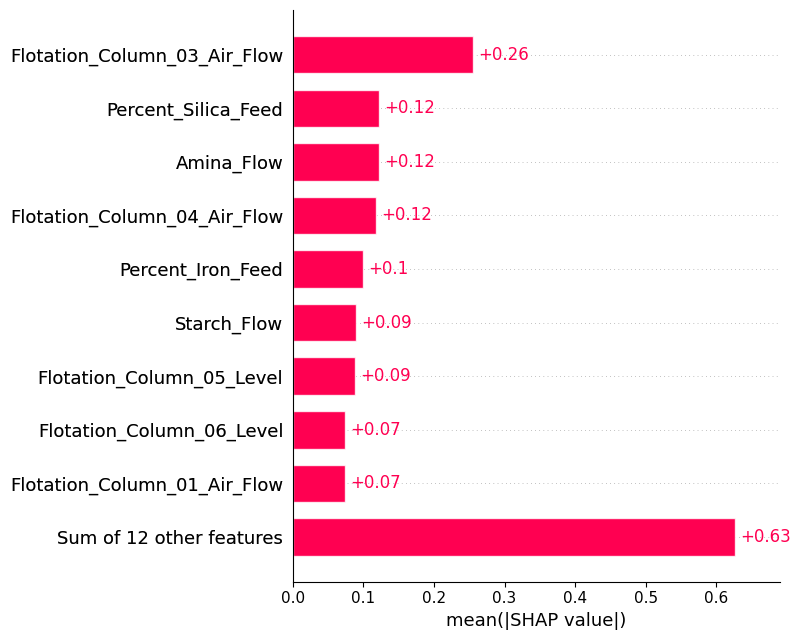 Flotation_Column_03_Air_Flow +0.26
Percent_Silica_Feed +0.12
Amina_Flow +0.12
Flotation_Column_04_Air_Flow +0.12
Percent_Iron_Feed +0.1
Starch_Flow +0.09
Flotation_Column_05_Level +0.09
Flotation_Column_06_Level +0.07
Flotation_Column_01_Air_Flow +0.07
Sum of 12 other features +0.63
0.0 0.1 0.2 0.3 0.4 0.5 0.6
mean(|SHAP value|)